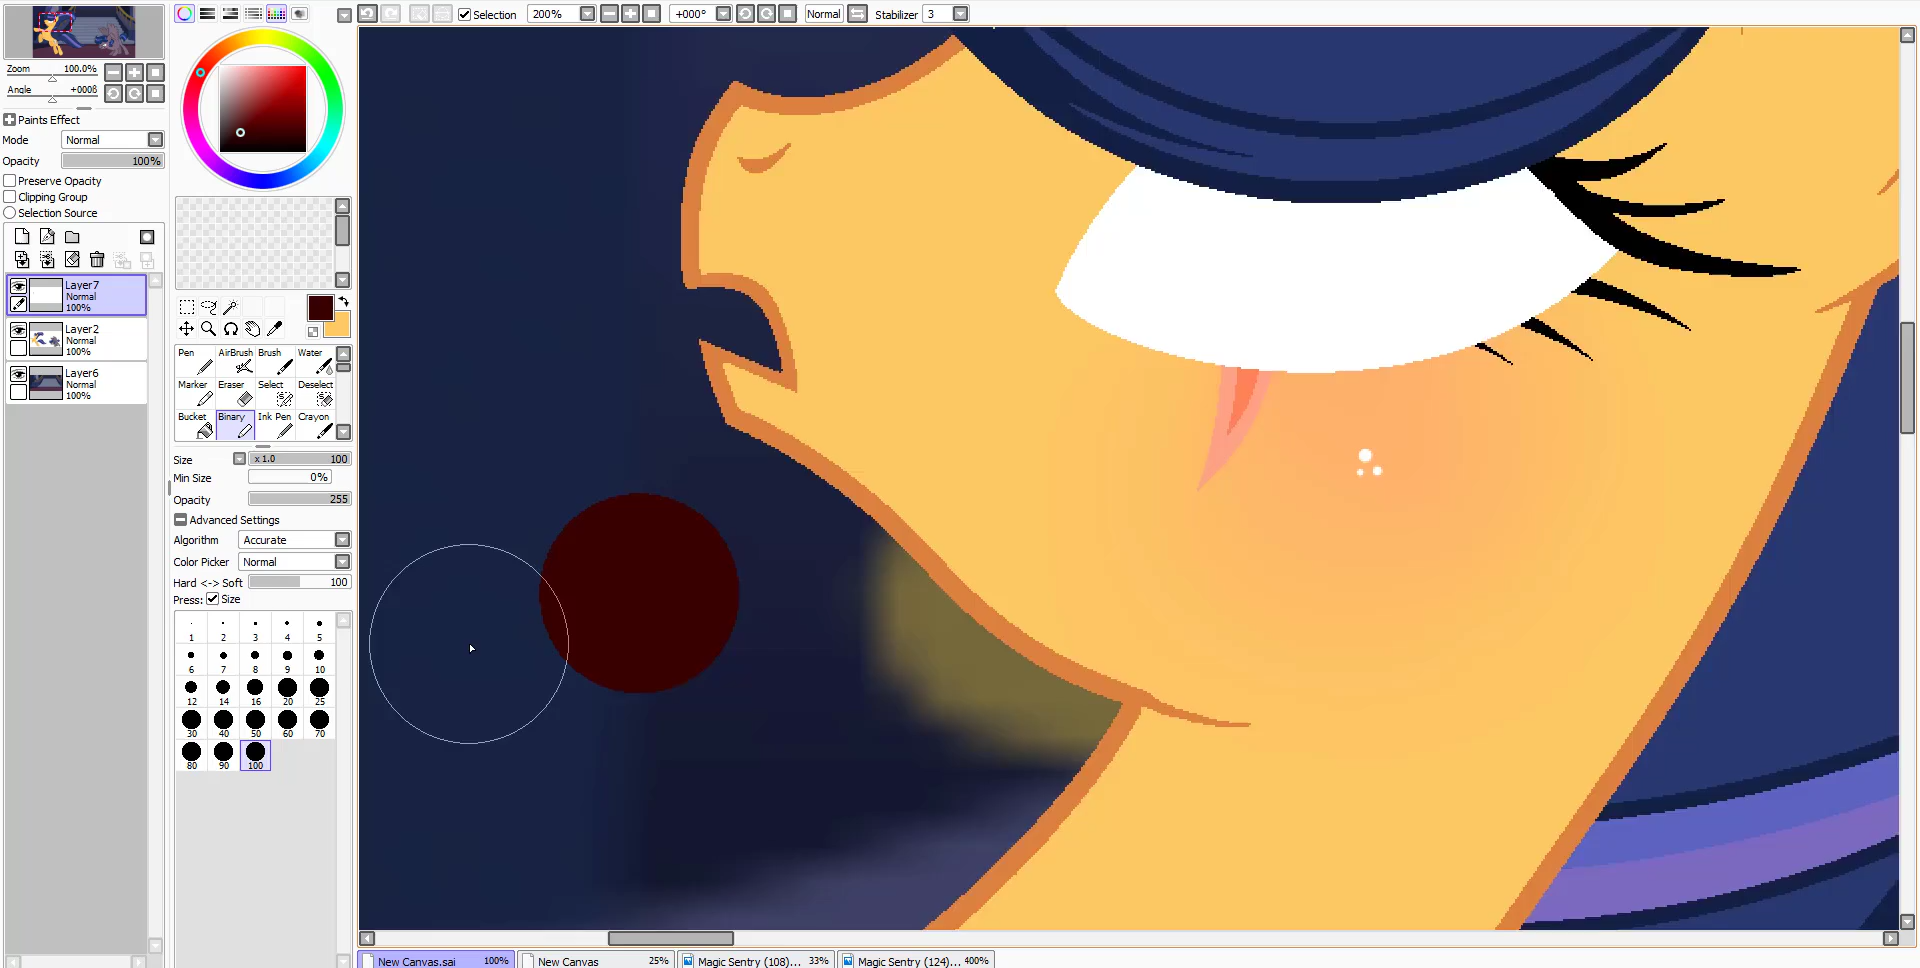 Selection
200%
+000°
Normal
Stabilizer 3
Zoom 100.0%
Angle +000ß
Paints Effect
Mode Normal
Opacity 100%
Preserve Opacity
Clipping Group
Selection Source
Layer7
Normal
100%
Layer2
Normal
100%
Layer6
Normal
100%
Pen AirBrush Brush Water
Marker Eraser Select Deselect
Bucket Binary Ink Pen Crayon
Size x 1.0 100
Min Size 0%
Opacity 255
Advanced Settings
Algorithm Accurate
Color Picker Normal
Hard <-> Soft 100
Press: Size
1 2 3 4 5
6 7 8 9 10
12 14 16 20 25
30 40 50 60 70
80 90 100
New Canvas.sai 100%
New Canvas 25%
Magic Sentry (108)... 33%
Magic Sentry (124)... 400%